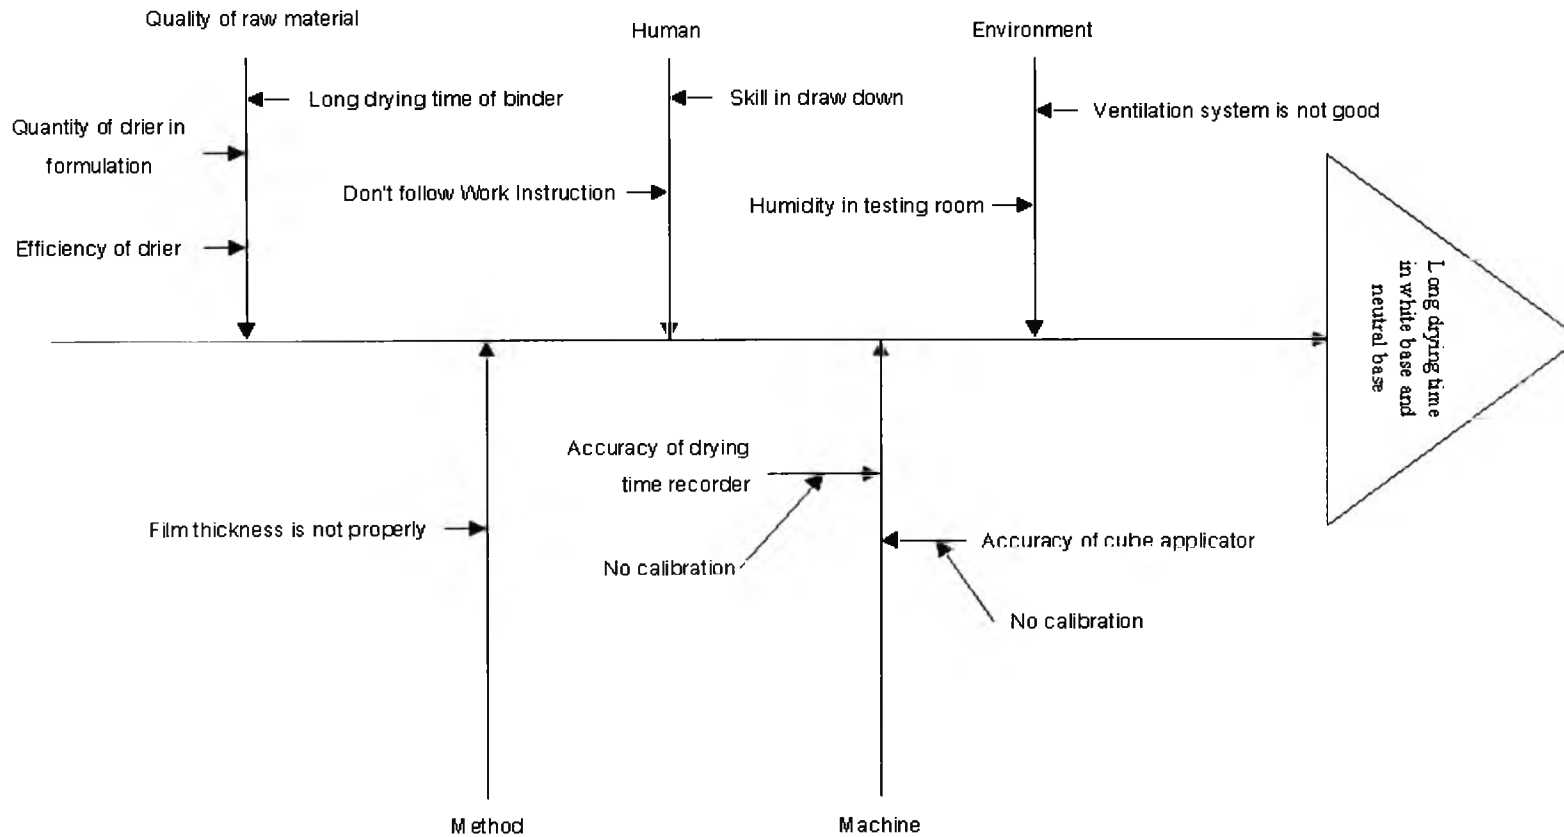 Quality of raw material
Human
Environment
Long drying time of binder
Skill in draw down
Ventilation system is not good
Quantity of drier in
formulation
Don't follow Work Instruction
Humidity in testing room
Efficiency of drier
Long drying time
in white base and
neutral base
Accuracy of drying
time recorder
Film thickness is not properly
Accuracy of cube applicator
No calibration
No calibration
Method
Machine